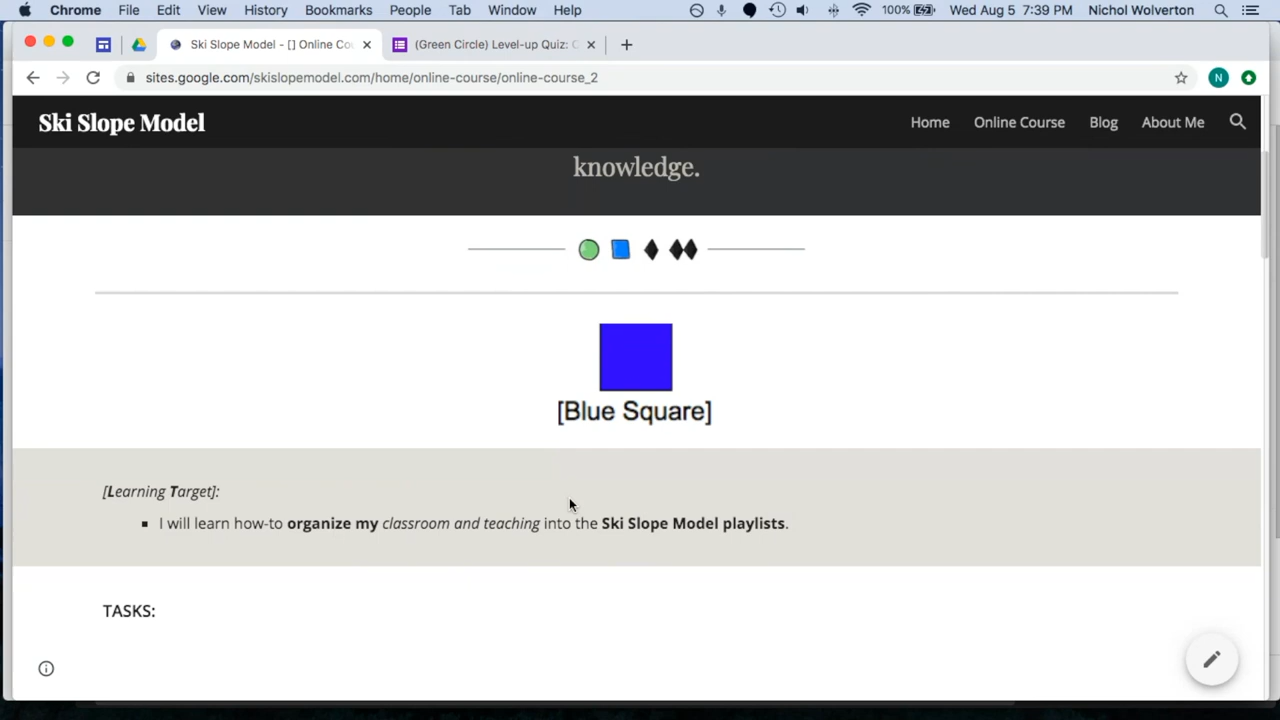 Chrome File Edit View History Bookmarks People Tab Window Help 100% Wed Aug 5 7:39 PM Nichol Wolverton
Ski Slope Model - [] Online Co
(Green Circle) Level-up Quiz:
sites.google.com/skislopemodel.com/home/online-course/online-course_2
N
Ski Slope Model
Home Online Course Blog About Me
knowledge.
[Blue Square]
[Learning Target]:
▪ I will learn how-to organize my classroom and teaching into the Ski Slope Model playlists.
TASKS: